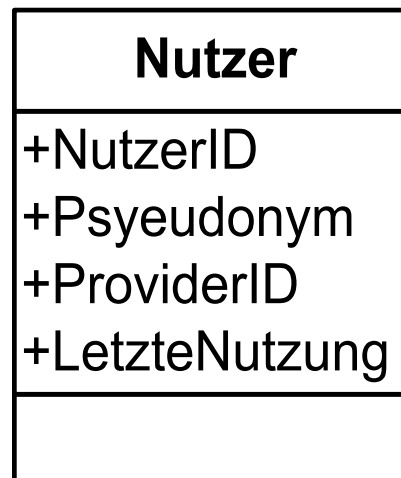 Nutzer
+NutzerID
+Psyeudonym
+ProviderID
+LetzteNutzung